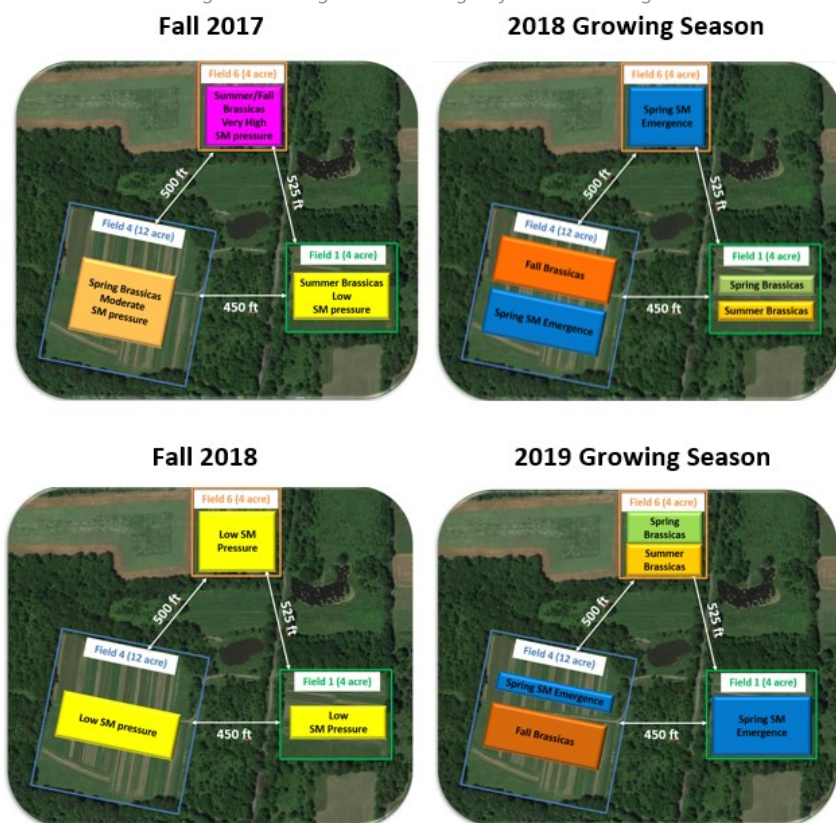 Fall 2017
2018 Growing Season
Field 6 (4 acre)
Summer/Fall
Brassicas
Very High
SM pressure
500 ft
525 ft
Field 4 (12 acre)
Spring Brassicas
Moderate
SM pressure
450 ft
Field 1 (4 acre)
Summer Brassicas
Low
SM pressure
Field 6 (4 acre)
Spring SM
Emergence
500 ft
525 ft
Field 4 (12 acre)
Fall Brassicas
Spring SM Emergence
450 ft
Field 1 (4 acre)
Spring Brassicas
Summer Brassicas
Fall 2018
2019 Growing Season
Field 6 (4 acre)
Low SM
Pressure
500 ft
525 ft
Field 4 (12 acre)
Low SM pressure
450 ft
Field 1 (4 acre)
Low
SM Pressure
Field 6 (4 acre)
Spring
Brassicas
Summer
Brassicas
500 ft
525 ft
Field 4 (12 acre)
Spring SM Emergence
Fall Brassicas
450 ft
Field 1 (4 acre)
Spring SM
Emergence